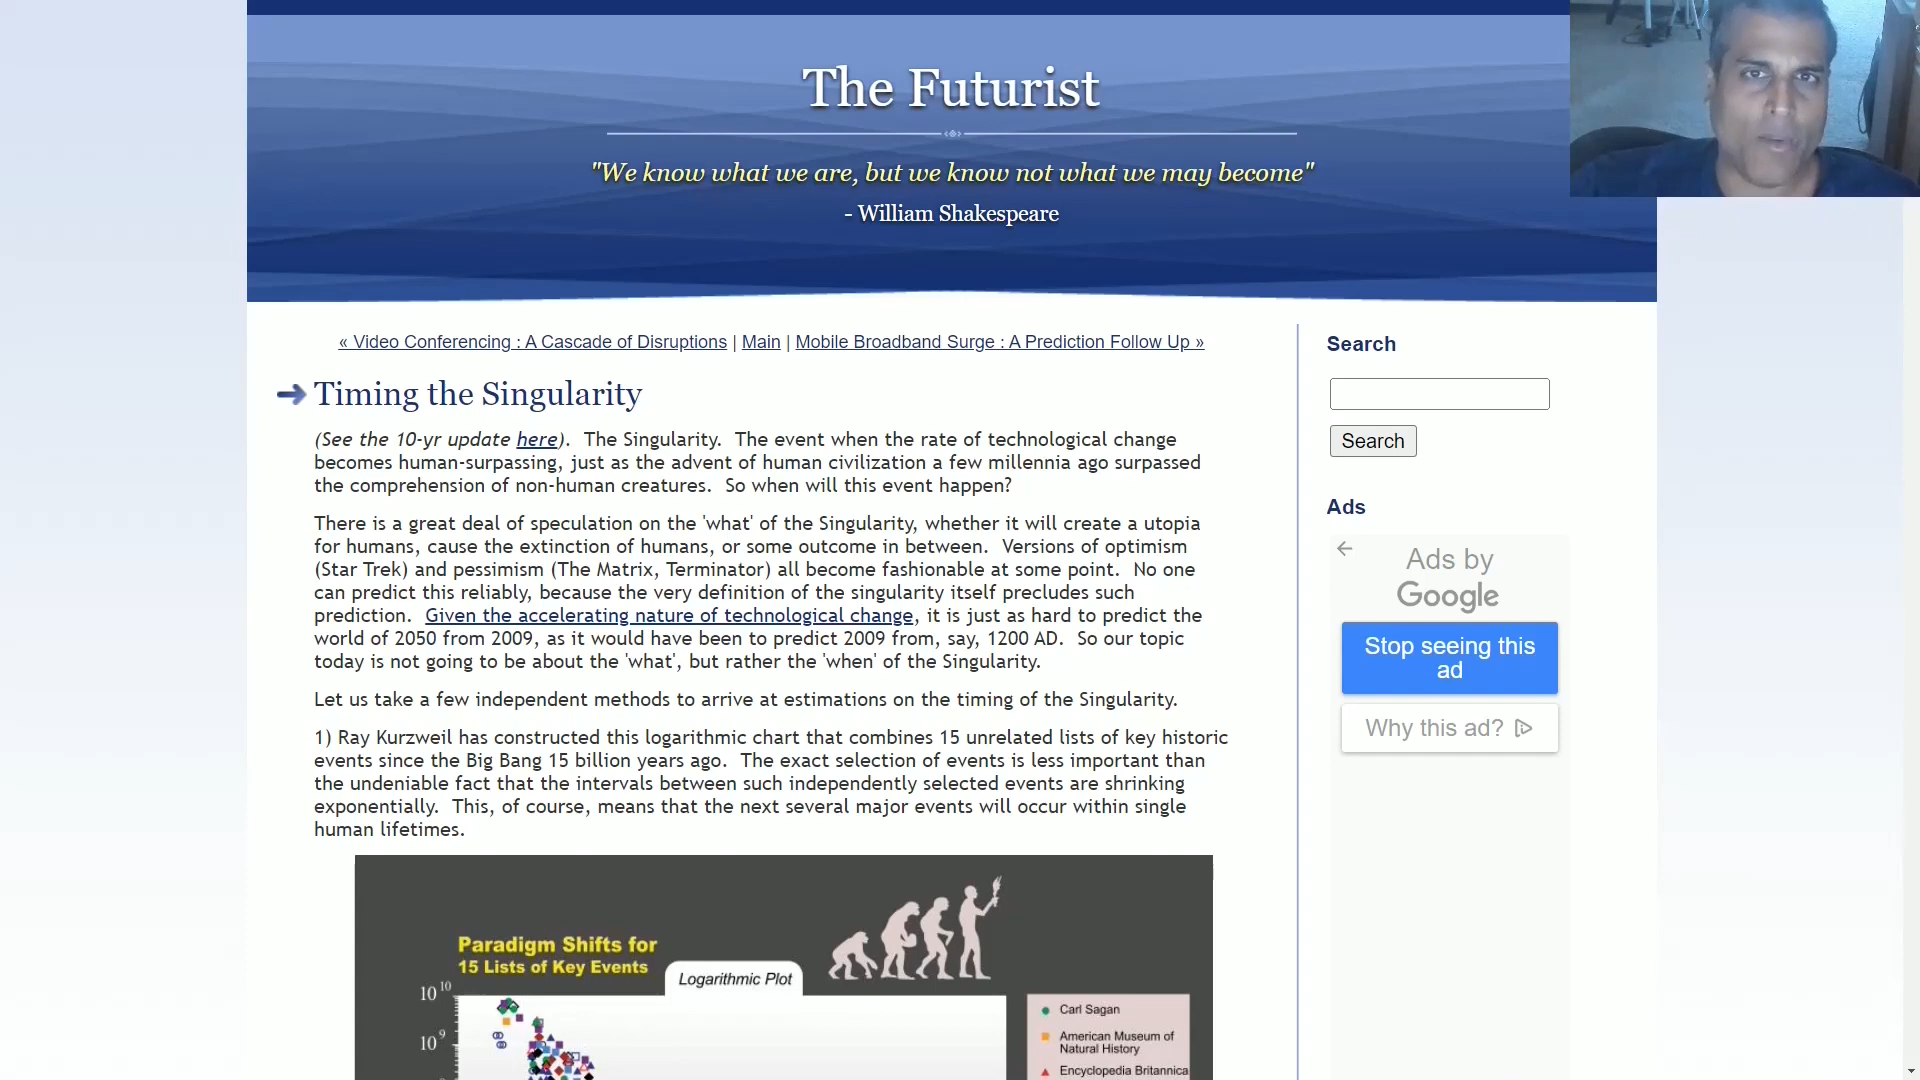 The Futurist
"We know what we are, but we know not what we may become"
- William Shakespeare
« Video Conferencing : A Cascade of Disruptions | Main | Mobile Broadband Surge : A Prediction Follow Up »
Timing the Singularity
(See the 10-yr update here).  The Singularity.  The event when the rate of technological change
becomes human-surpassing, just as the advent of human civilization a few millennia ago surpassed
the comprehension of non-human creatures.  So when will this event happen?
There is a great deal of speculation on the 'what' of the Singularity, whether it will create a utopia
for humans, cause the extinction of humans, or some outcome in between.  Versions of optimism
(Star Trek) and pessimism (The Matrix, Terminator) all become fashionable at some point.  No one
can predict this reliably, because the very definition of the singularity itself precludes such
prediction.  Given the accelerating nature of technological change, it is just as hard to predict the
world of 2050 from 2009, as it would have been to predict 2009 from, say, 1200 AD.  So our topic
today is not going to be about the 'what', but rather the 'when' of the Singularity.
Let us take a few independent methods to arrive at estimations on the timing of the Singularity.
1) Ray Kurzweil has constructed this logarithmic chart that combines 15 unrelated lists of key historic
events since the Big Bang 15 billion years ago.  The exact selection of events is less important than
the undeniable fact that the intervals between such independently selected events are shrinking
exponentially.  This, of course, means that the next several major events will occur within single
human lifetimes.
Paradigm Shifts for
15 Lists of Key Events
Logarithmic Plot
10 10
10 9
Carl Sagan
American Museum of
Natural History
Encyclopedia Britannica
Search
Search
Ads
Ads by
Google
Stop seeing this
ad
Why this ad?